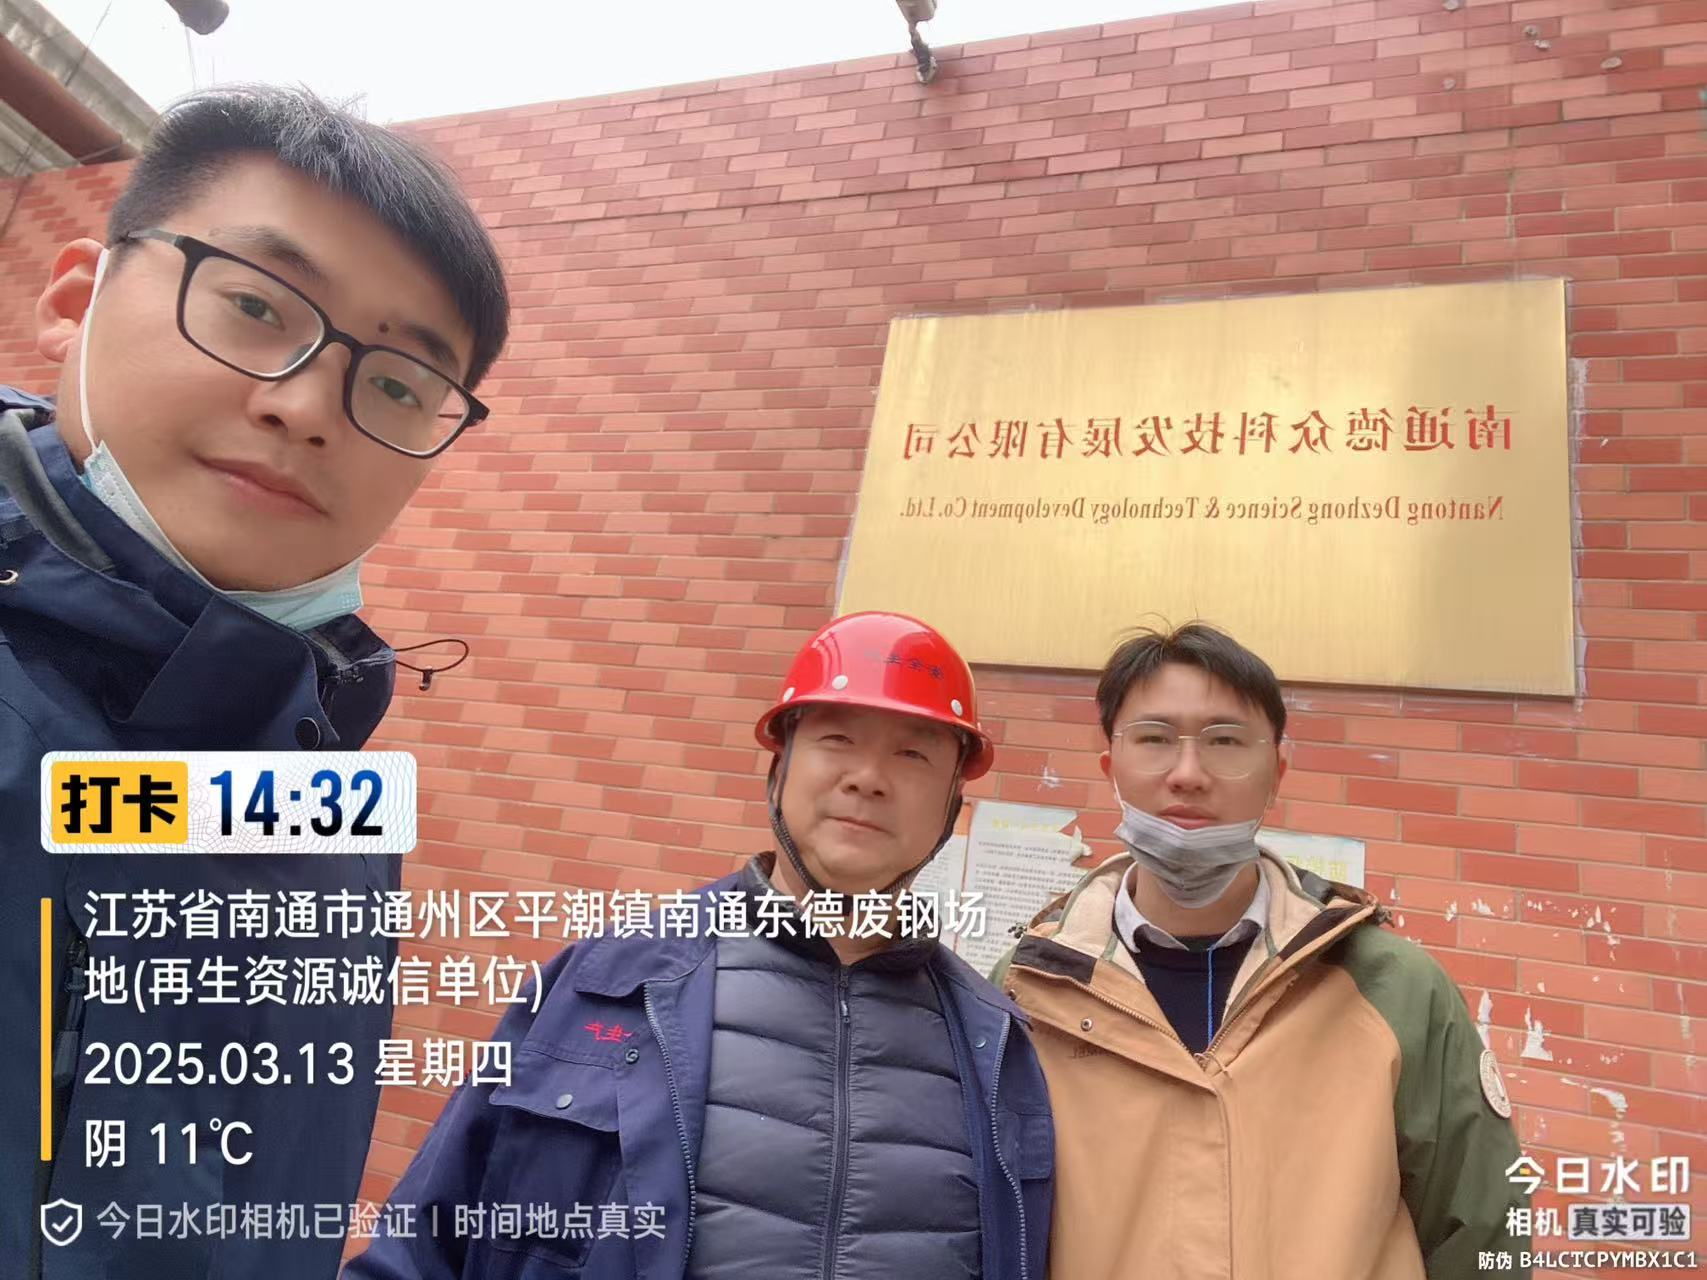 南通德众科技发展有限公司
Nantong Dezhong Science & Technology Development Co.Ltd.
打卡 14:32
江苏省南通市通州区平潮镇南通东德废钢场
地(再生资源诚信单位)
2025.03.13 星期四
阴 11℃
今日水印相机已验证 | 时间地点真实
今日水印
相机 真实可验
防伪 B4LCTCPYMBX1C1